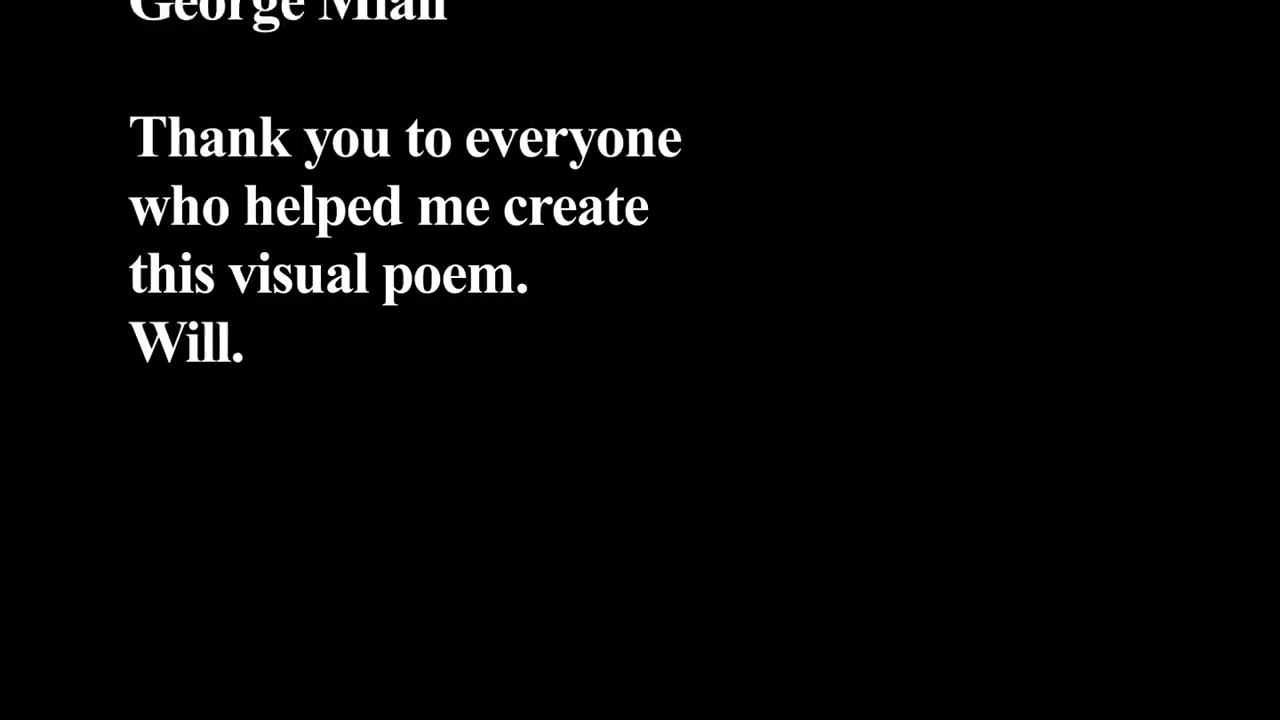 George
Thank you to everyone
who helped me create
this visual poem.
Will.